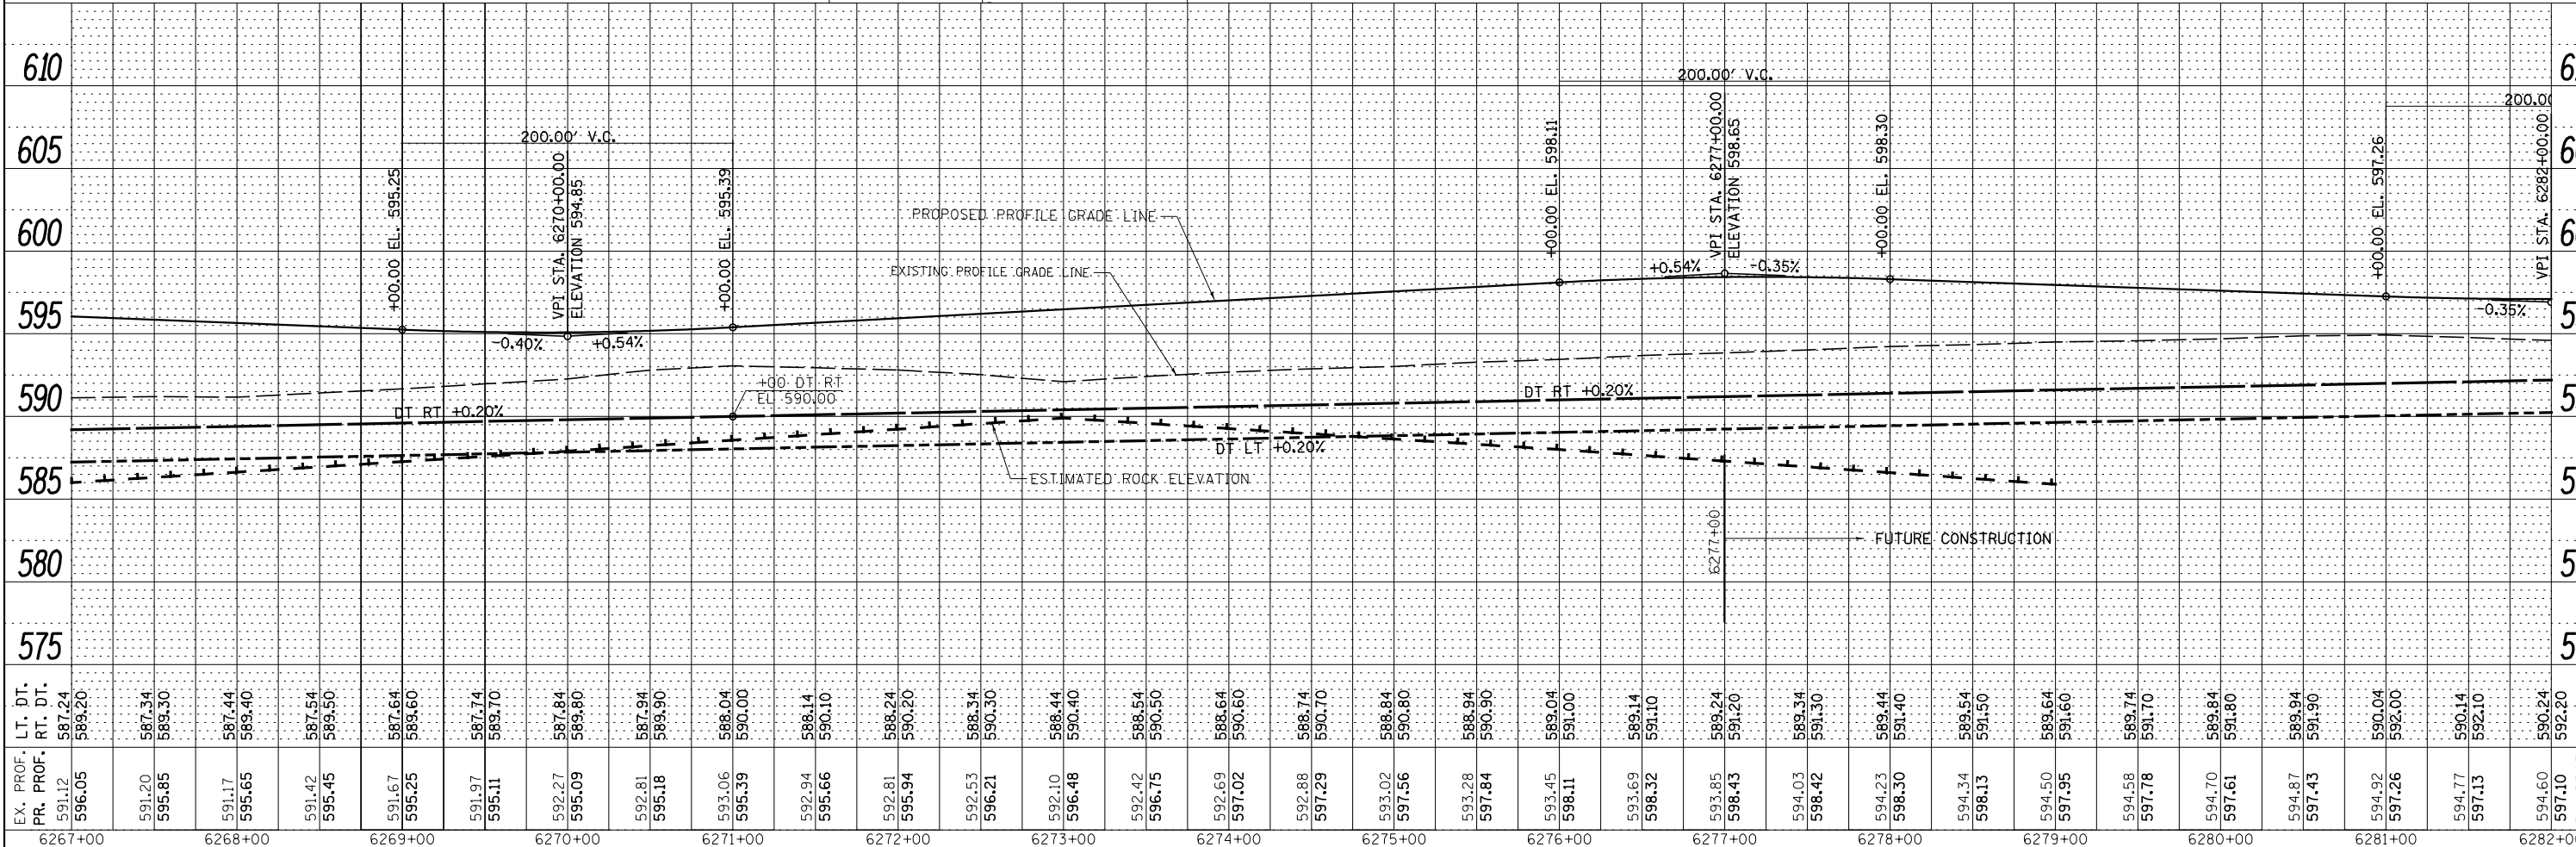 610
605
600
595
590
585
580
575
200.00' V.C.
+00.00 EL. 595.25
VPI STA. 6270+00.00
ELEVATION 594.85
+00.00 EL. 595.39
-0.40%
+0.54%
PROPOSED PROFILE GRADE LINE
EXISTING PROFILE GRADE LINE
+00 DT RT
EL 590.00
DT RT +0.20%
ESTIMATED ROCK ELEVATION
DT LT +0.20%
DT RT +0.20%
200.00' V.C.
+00.00 EL. 598.11
VPI STA. 6277+00.00
ELEVATION 598.65
+00.00 EL. 598.30
+0.54%
-0.35%
6277+00
FUTURE CONSTRUCTION
200.00
+00.00 EL. 597.26
VPI STA. 6282+00.00
-0.35%
LT. DT. 587.24 587.34 587.44 587.54 587.64 587.74 587.84 587.94 588.04 588.14 588.24 588.34 588.44 588.54 588.64 588.74 588.84 588.94 589.04 589.14 589.24 589.34 589.44 589.54 589.64 589.74 589.84 589.94 590.04 590.14 590.24
RT. DT. 589.20 589.30 589.40 589.50 589.60 589.70 589.80 589.90 590.00 590.10 590.20 590.30 590.40 590.50 590.60 590.70 590.80 590.90 591.00 591.10 591.20 591.30 591.40 591.50 591.60 591.70 591.80 591.90 592.00 592.10 592.20
EX. PROF. 591.12 591.20 591.17 591.42 591.67 591.97 592.27 592.81 593.06 592.94 592.81 592.53 592.10 592.42 592.69 592.88 593.02 593.28 593.45 593.69 593.85 594.03 594.23 594.34 594.50 594.58 594.70 594.87 594.92 594.77 594.60
PR. PROF. 596.05 595.85 595.65 595.45 595.25 595.11 595.09 595.18 595.39 595.66 595.94 596.21 596.48 596.75 597.02 597.29 597.56 597.84 598.11 598.32 598.43 598.42 598.30 598.13 597.95 597.78 597.61 597.43 597.26 597.13 597.10
6267+00 6268+00 6269+00 6270+00 6271+00 6272+00 6273+00 6274+00 6275+00 6276+00 6277+00 6278+00 6279+00 6280+00 6281+00 6282+00